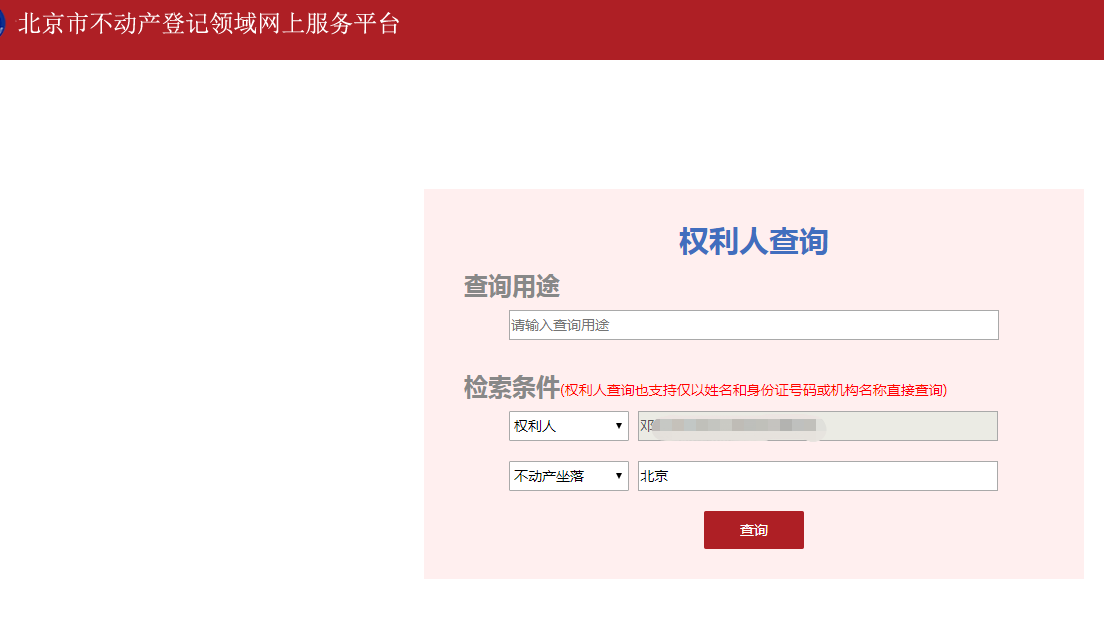 北京市不动产登记领域网上服务平台
权利人查询
查询用途
请输入查询用途
检索条件(权利人查询也支持仅以姓名和身份证号码或机构名称直接查询)
权利人 邓
不动产坐落 北京
查询